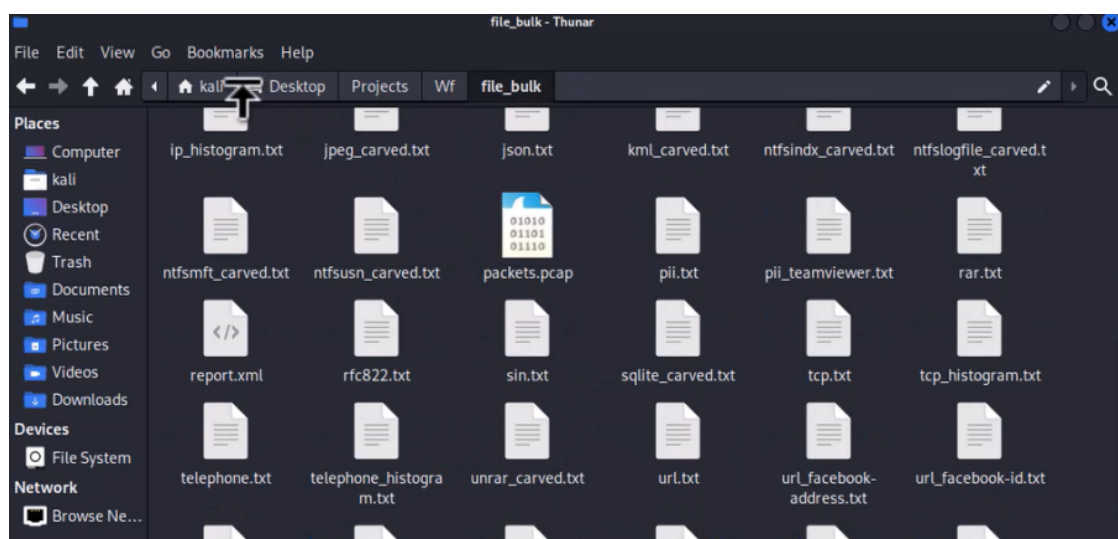 file_bulk - Thunar
File Edit View Go Bookmarks Help
Desktop Projects Wf file_bulk
Places
Computer
kali
Desktop
Recent
Trash
Documents
Music
Pictures
Videos
Downloads
Devices
File System
Network
Browse Ne...
ip_histogram.txt jpeg_carved.txt json.txt kml_carved.txt ntfsindx_carved.txt ntfslogfile_carved.t
xt
01010
01101
01110
ntfsmft_carved.txt ntfsusn_carved.txt packets.pcap pii.txt pii_teamviewer.txt rar.txt
</>
report.xml rfc822.txt sin.txt sqlite_carved.txt tcp.txt tcp_histogram.txt
telephone.txt telephone_histogra unrar_carved.txt url.txt url_facebook- url_facebook-id.txt
m.txt address.txt